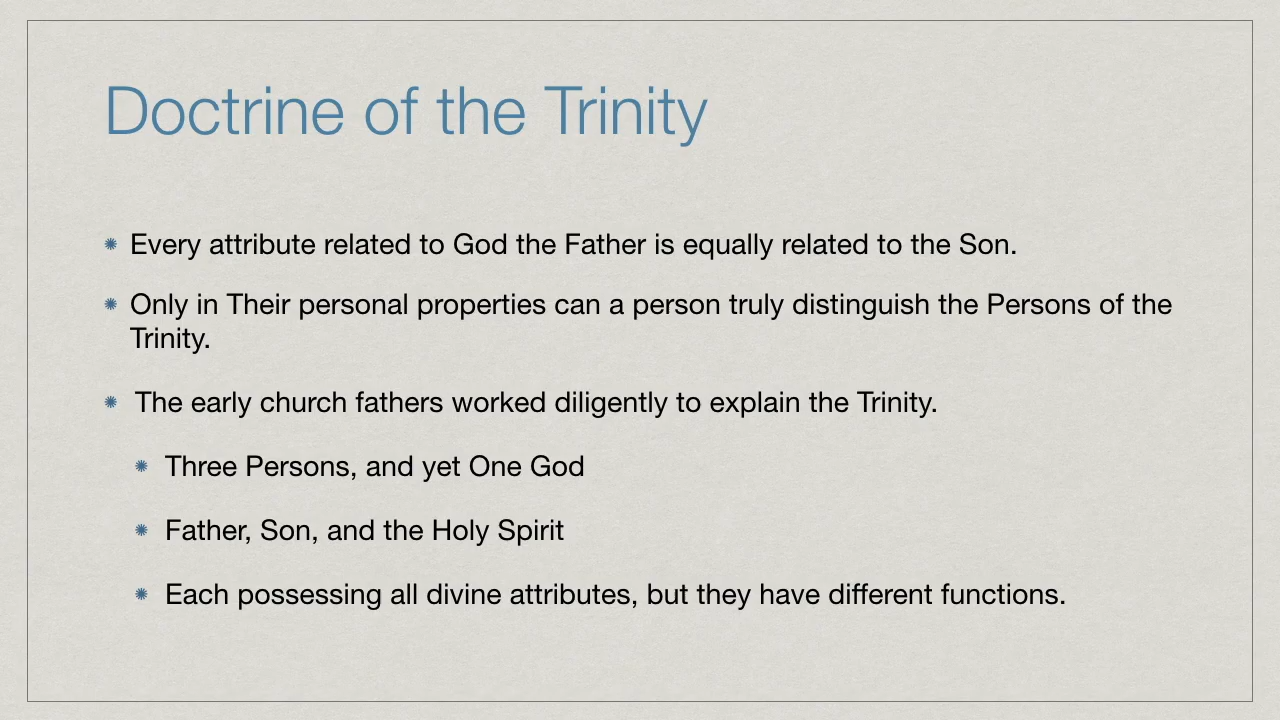 Doctrine of the Trinity
Every attribute related to God the Father is equally related to the Son.
Only in Their personal properties can a person truly distinguish the Persons of the
Trinity.
The early church fathers worked diligently to explain the Trinity.
Three Persons, and yet One God
Father, Son, and the Holy Spirit
Each possessing all divine attributes, but they have different functions.